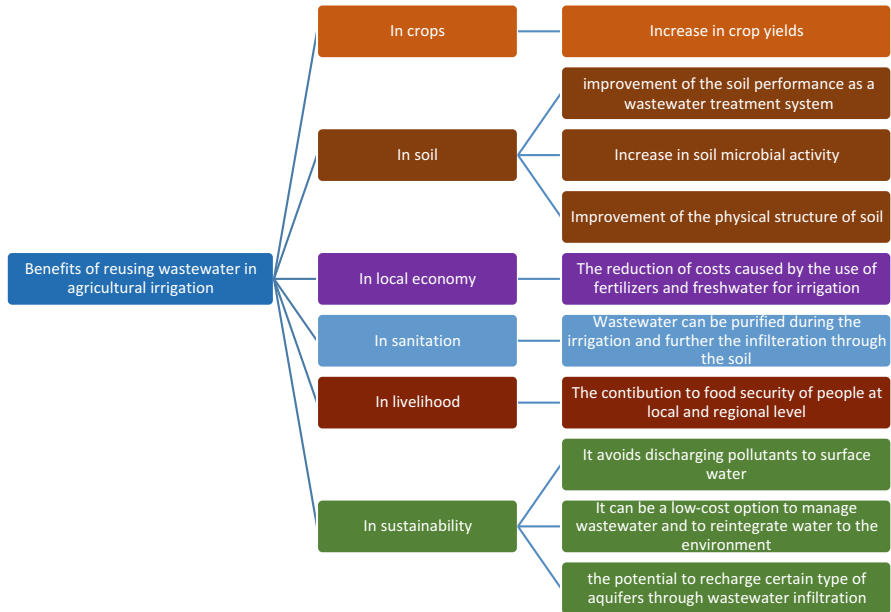 Benefits of reusing wastewater in
agricultural irrigation
In crops
Increase in crop yields
In soil
improvement of the soil performance as a
wastewater treatment system
Increase in soil microbial activity
Improvement of the physical structure of soil
In local economy
The reduction of costs caused by the use of
fertilizers and freshwater for irrigation
In sanitation
Wastewater can be purified during the
irrigation and further the infilteration through
the soil
In livelihood
The contibution to food security of people at
local and regional level
In sustainability
It avoids discharging pollutants to surface
water
It can be a low-cost option to manage
wastewater and to reintegrate water to the
environment
the potential to recharge certain type of
aquifers through wastewater infiltration